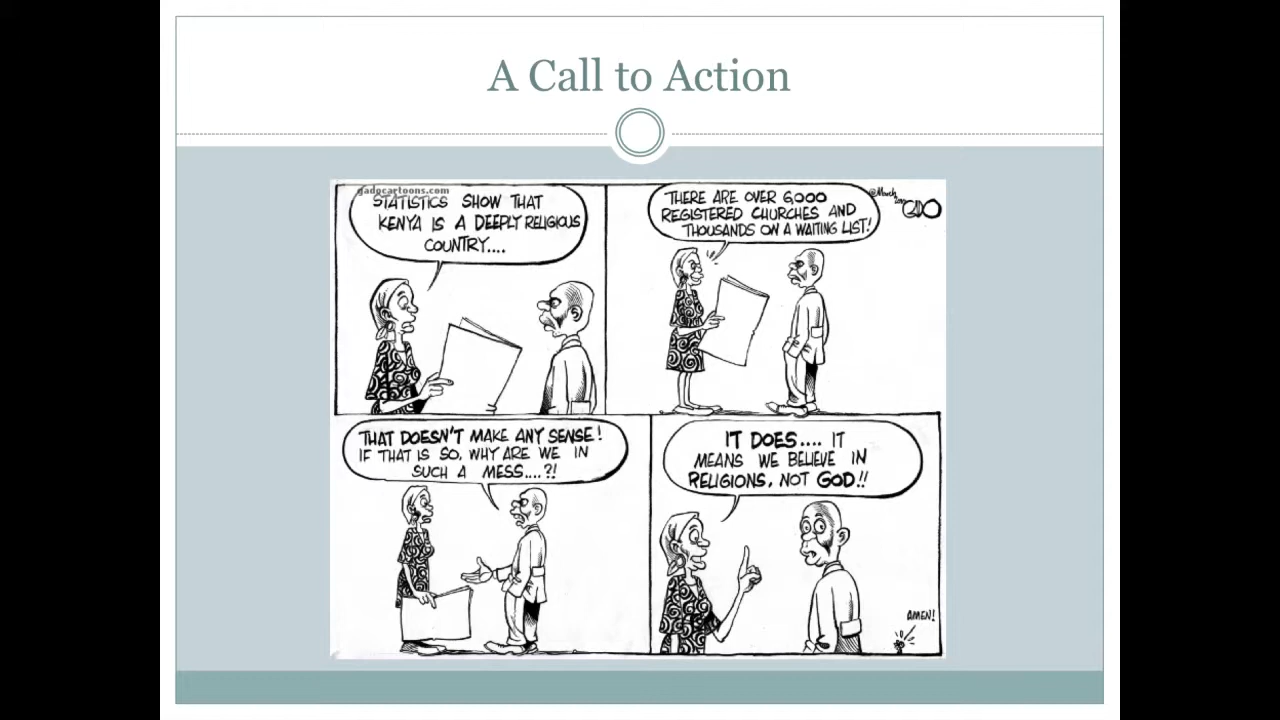 A Call to Action
gadocartoons.com
STATISTICS SHOW THAT
KENYA IS A DEEPLY RELIGIOUS
COUNTRY....
THERE ARE OVER 6,000
REGISTERED CHURCHES AND
THOUSANDS ON A WAITING LIST!
@March
GADO
THAT DOESN'T MAKE ANY SENSE!
IF THAT IS SO, WHY ARE WE IN
SUCH A MESS....?!
IT DOES.... IT
MEANS WE BELIEVE IN
RELIGIONS, NOT GOD!!
AMEN!